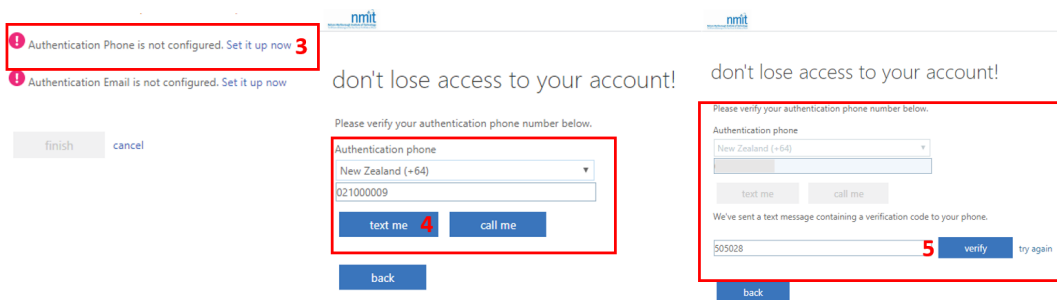 Authentication Phone is not configured. Set it up now 3
Authentication Email is not configured. Set it up now
finish cancel
nmit
don't lose access to your account!
Please verify your authentication phone number below.
Authentication phone
New Zealand (+64)
021000009
text me 4 call me
back
nmit
don't lose access to your account!
Please verify your authentication phone number below.
Authentication phone
New Zealand (+64)
text me call me
We've sent a text message containing a verification code to your phone.
505028 5 verify try again
back